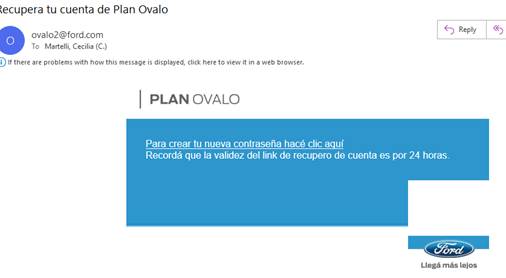 Recupera tu cuenta de Plan Ovalo
O
ovalo2@ford.com
To Martelli, Cecilia (C.)
Reply
If there are problems with how this message is displayed, click here to view it in a web browser.
PLAN OVALO
Para crear tu nueva contraseña hacé clic aquí
Recordá que la validez del link de recupero de cuenta es por 24 horas.
Ford
Llegá más lejos